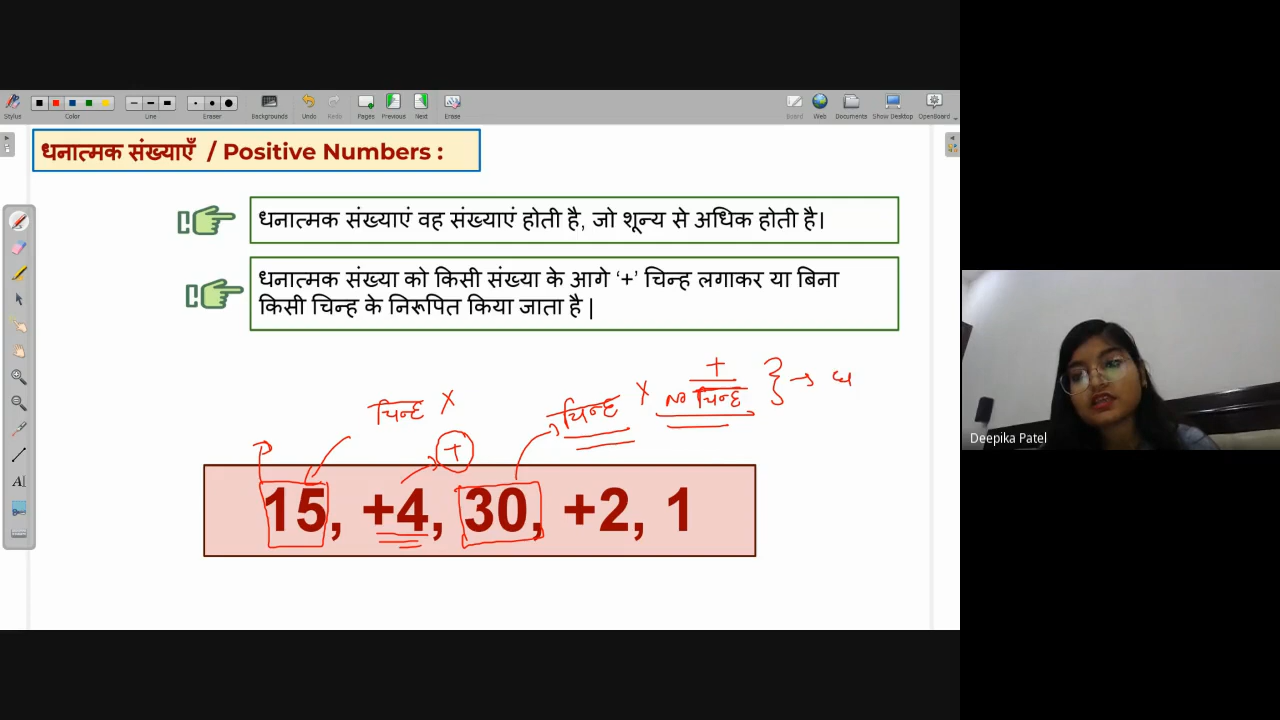 Stylus
Color
Line
Eraser
Backgrounds
Undo
Redo
Pages
Previous
Next
Erase
Board
Web
Documents
Show Desktop
OpenBoard
धनात्मक संख्याएँ / Positive Numbers :
धनात्मक संख्याएं वह संख्याएं होती है, जो शून्य से अधिक होती है।
धनात्मक संख्या को किसी संख्या के आगे ‘+’ चिन्ह लगाकर या बिना
किसी चिन्ह के निरूपित किया जाता है |
+
चिन्ह X
चिन्ह X
No चिन्ह
+
15, +4, 30, +2, 1
Deepika Patel